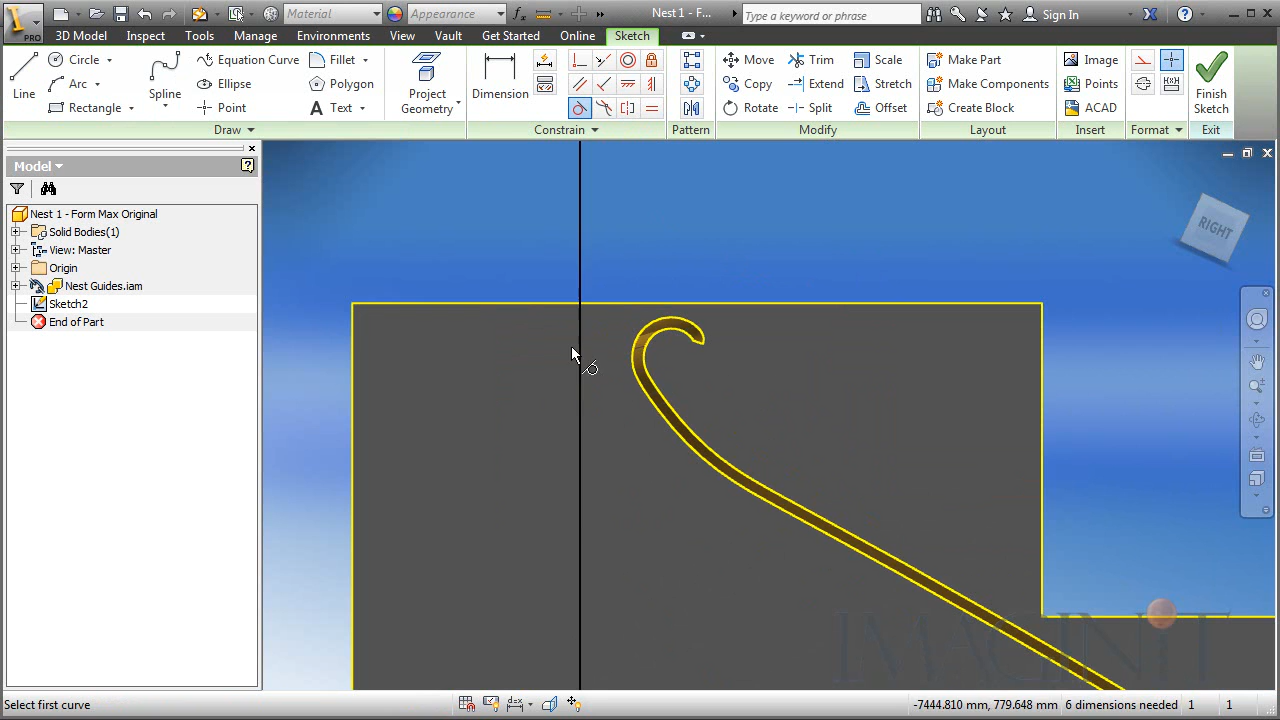 PRO
Material
Appearance
Nest 1 - F...
Type a keyword or phrase
Sign In
3D Model
Inspect
Tools
Manage
Environments
View
Vault
Get Started
Online
Sketch
Line
Circle
Arc
Rectangle
Spline
Equation Curve
Ellipse
Point
Fillet
Polygon
Text
Project
Geometry
Dimension
Move
Copy
Rotate
Trim
Extend
Split
Scale
Stretch
Offset
Make Part
Make Components
Create Block
Image
Points
ACAD
Finish
Sketch
Draw
Constrain
Pattern
Modify
Layout
Insert
Format
Exit
Model
Nest 1 - Form Max Original
Solid Bodies(1)
View: Master
Origin
Nest Guides.iam
Sketch2
End of Part
RIGHT
IMAGINiT
Select first curve
-7444.810 mm, 779.648 mm
6 dimensions needed
1
1